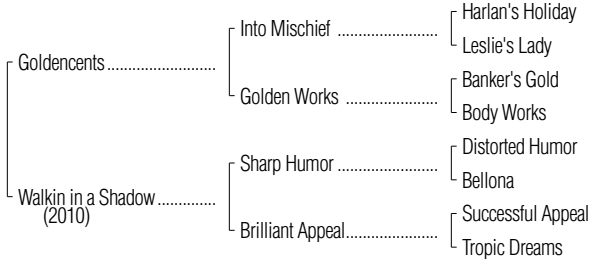 Harlan's Holiday
Into Mischief ........................
Leslie's Lady
Goldencents..........................
Banker's Gold
Golden Works ......................
Body Works
Distorted Humor
Sharp Humor ........................
Bellona
Walkin in a Shadow..............
(2010)
Successful Appeal
Brilliant Appeal......................
Tropic Dreams